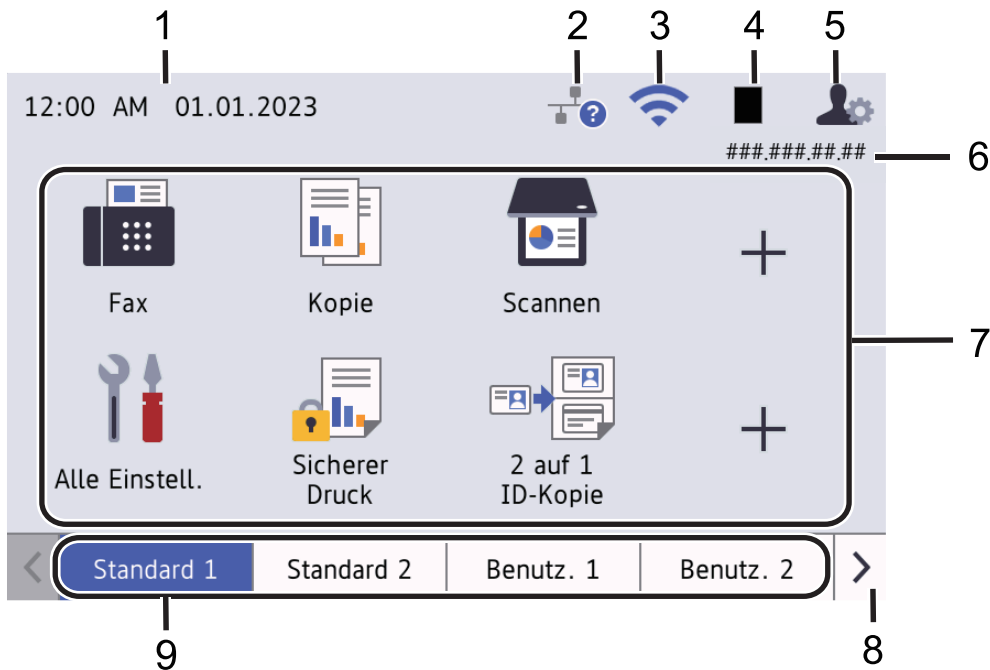 1 2 3 4 5
12:00 AM 01.01.2023
?
###.###.##.## 6
Fax Kopie Scannen
7
Alle Einstell. Sicherer Druck 2 auf 1 ID-Kopie
Standard 1 Standard 2 Benutz. 1 Benutz. 2
9 8